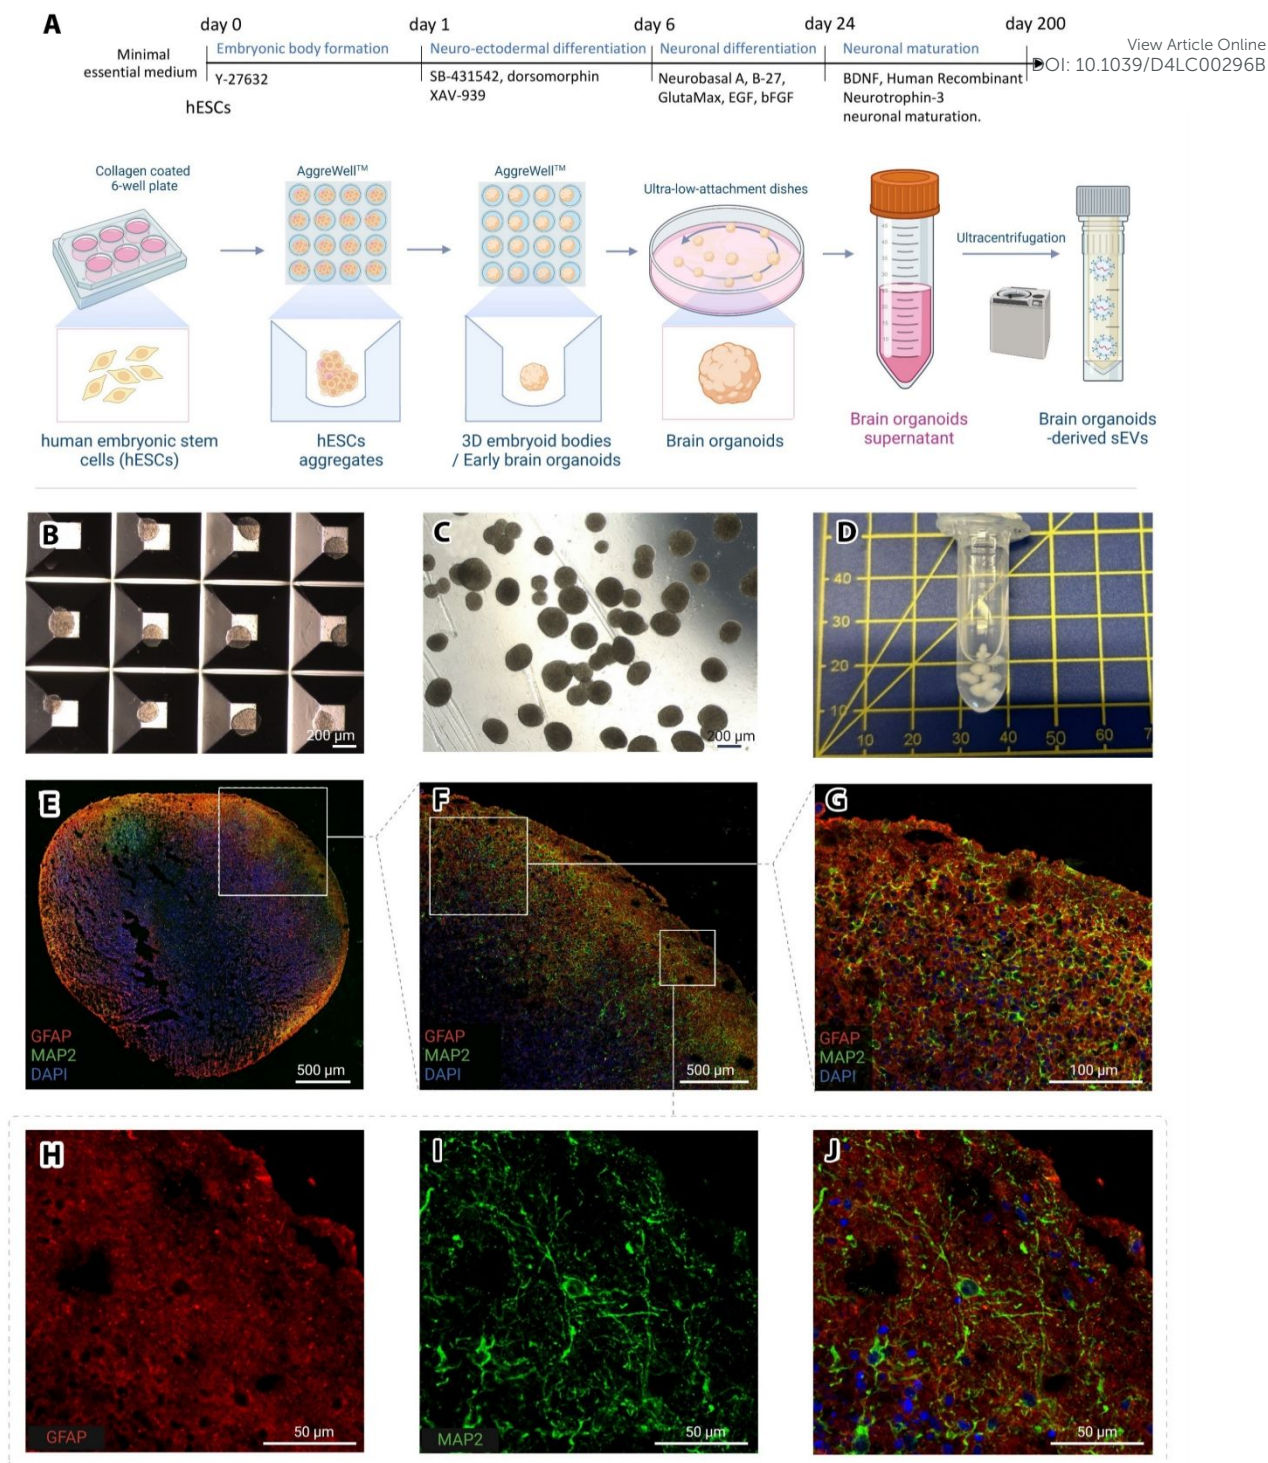 A
day 0
day 1
day 6
day 24
day 200
View Article Online
DOI: 10.1039/D4LC00296B
Minimal
essential medium
Embryonic body formation
Neuro-ectodermal differentiation
Neuronal differentiation
Neuronal maturation
Y-27632
SB-431542, dorsomorphin
XAV-939
Neurobasal A, B-27,
GlutaMax, EGF, bFGF
BDNF, Human Recombinant
Neurotrophin-3
neuronal maturation.
hESCs
Collagen coated
6-well plate
AggreWell™
AggreWell™
Ultra-low-attachment dishes
Ultracentrifugation
human embryonic stem
cells (hESCs)
hESCs
aggregates
3D embryoid bodies
/ Early brain organoids
Brain organoids
Brain organoids
supernatant
Brain organoids
-derived sEVs
B
200 µm
C
200 µm
D
40
30
20
10
10
20
30
40
50
60
7
E
GFAP
MAP2
DAPI
500 µm
F
GFAP
MAP2
DAPI
500 µm
G
GFAP
MAP2
DAPI
100 µm
H
GFAP
50 µm
I
MAP2
50 µm
J
50 µm